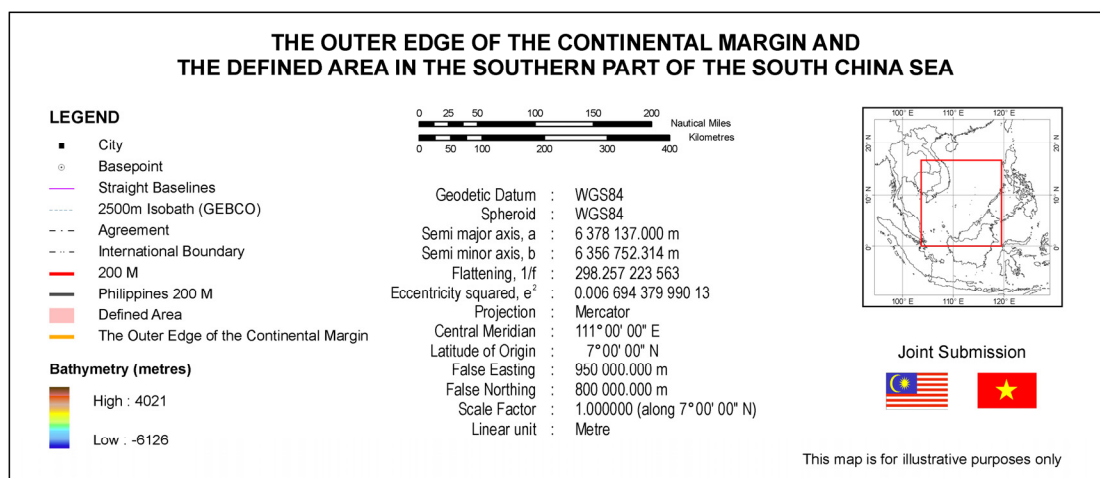 THE OUTER EDGE OF THE CONTINENTAL MARGIN AND
THE DEFINED AREA IN THE SOUTHERN PART OF THE SOUTH CHINA SEA
LEGEND
City
Basepoint
Straight Baselines
2500m Isobath (GEBCO)
Agreement
International Boundary
200 M
Philippines 200 M
Defined Area
The Outer Edge of the Continental Margin
Bathymetry (metres)
High : 4021
Low . -6126
0 25 50 100 150 200
Nautical Miles
Kilometres
0 50 100 200 300 400
Geodetic Datum : WGS84
Spheroid : WGS84
Semi major axis, a : 6 378 137.000 m
Semi minor axis, b : 6 356 752.314 m
Flattening, 1/f : 298.257 223 563
Eccentricity squared, e² : 0.006 694 379 990 13
Projection : Mercator
Central Meridian : 111° 00' 00" E
Latitude of Origin : 7° 00' 00" N
False Easting : 950 000.000 m
False Northing : 800 000.000 m
Scale Factor : 1.000000 (along 7° 00' 00" N)
Linear unit : Metre
100° E 110° E 120° E
20° N
10° N
0°
100° E 110° E 120° E
Joint Submission
This map is for illustrative purposes only